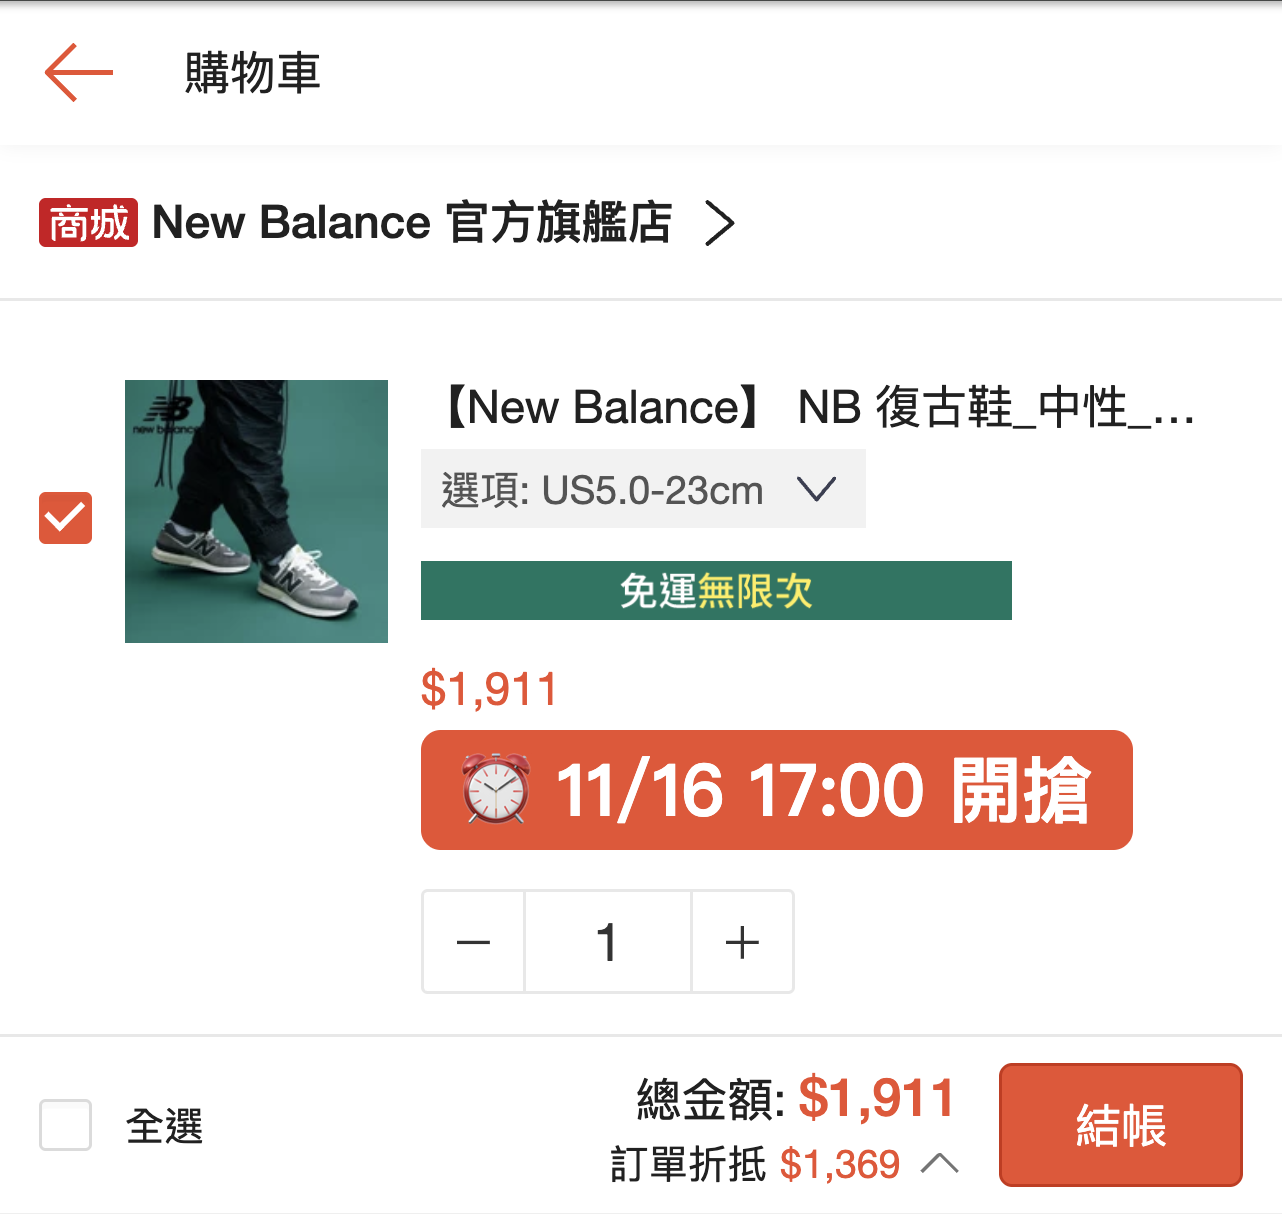 購物車
商城 New Balance 官方旗艦店
new balance
【New Balance】 NB 復古鞋_中性_...
選項: US5.0-23cm
免運無限次
$1,911
11/16 17:00 開搶
1
全選
總金額: $1,911
訂單折抵 $1,369
結帳